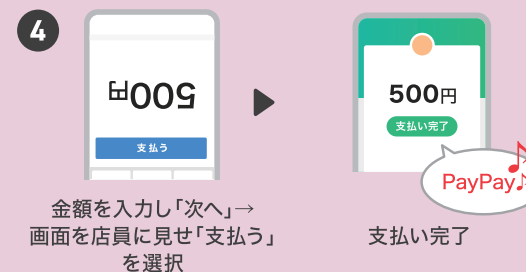 4
500円
支払う
500円
支払い完了
PayPay♪
金額を入力し「次へ」→
画面を店員に見せ「支払う」
を選択
支払い完了